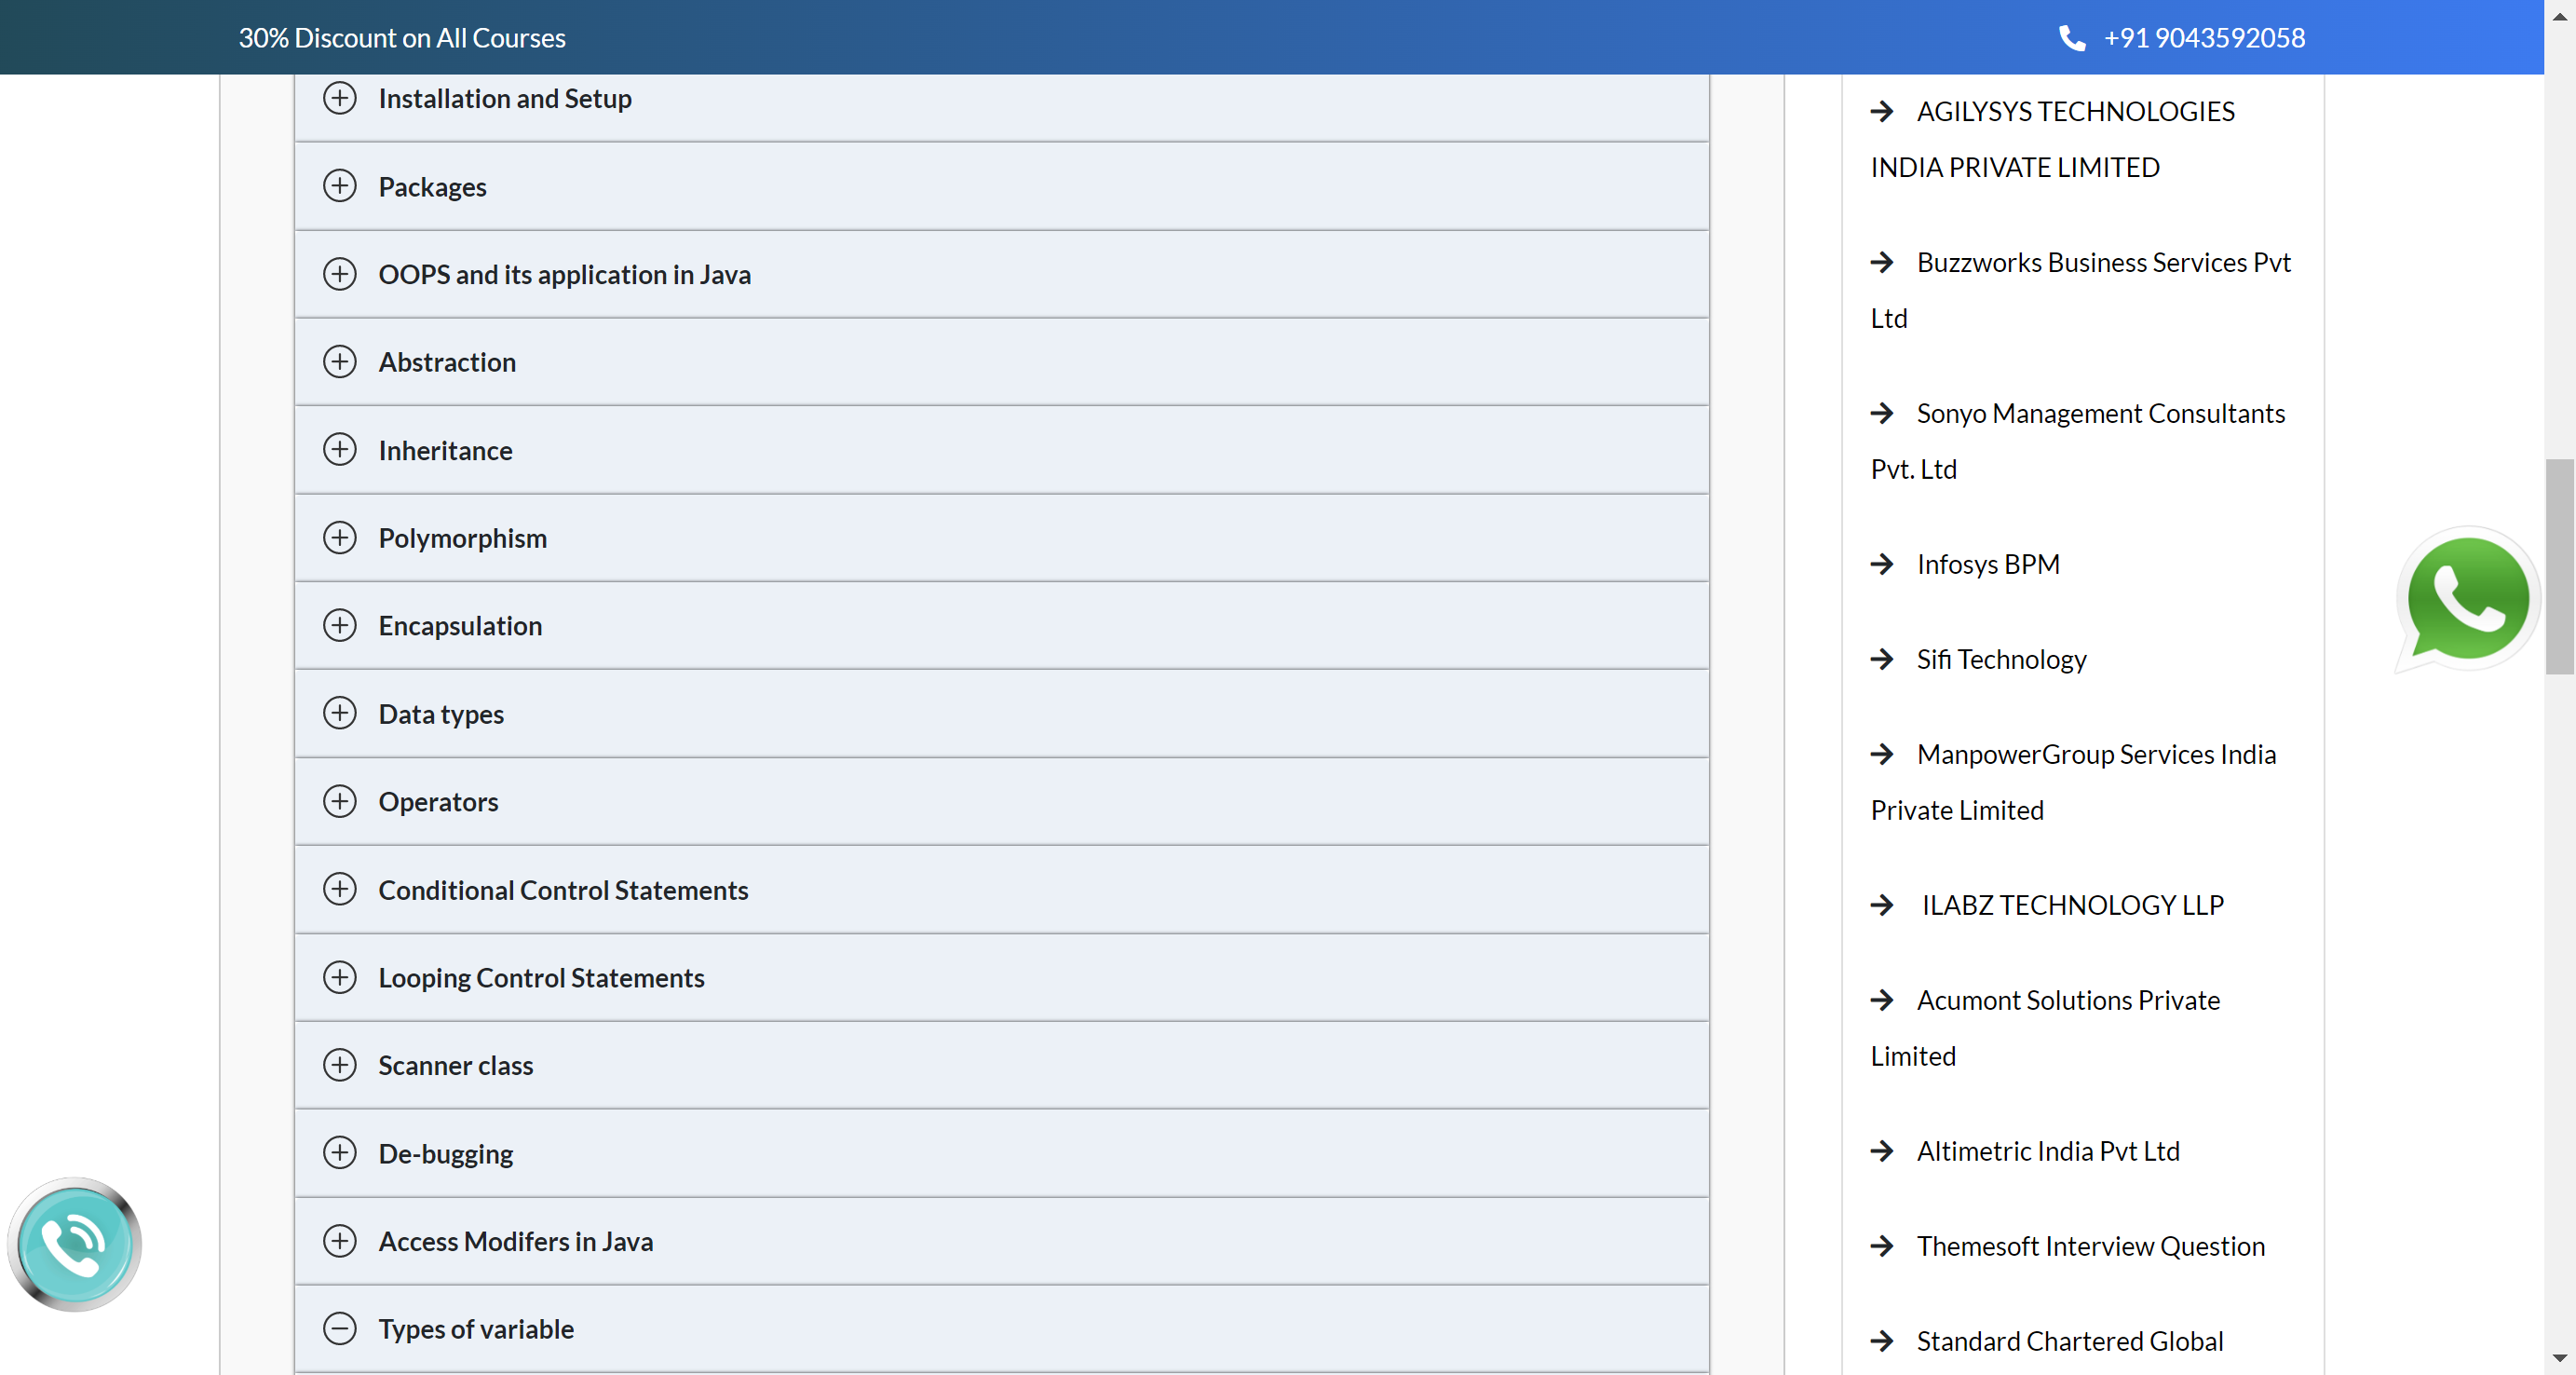 30% Discount on All Courses
+91 9043592058
Installation and Setup
Packages
OOPS and its application in Java
Abstraction
Inheritance
Polymorphism
Encapsulation
Data types
Operators
Conditional Control Statements
Looping Control Statements
Scanner class
De-bugging
Access Modifers in Java
Types of variable
AGILYSYS TECHNOLOGIES
INDIA PRIVATE LIMITED
Buzzworks Business Services Pvt
Ltd
Sonyo Management Consultants
Pvt. Ltd
Infosys BPM
Sifi Technology
ManpowerGroup Services India
Private Limited
ILABZ TECHNOLOGY LLP
Acumont Solutions Private
Limited
Altimetric India Pvt Ltd
Themesoft Interview Question
Standard Chartered Global